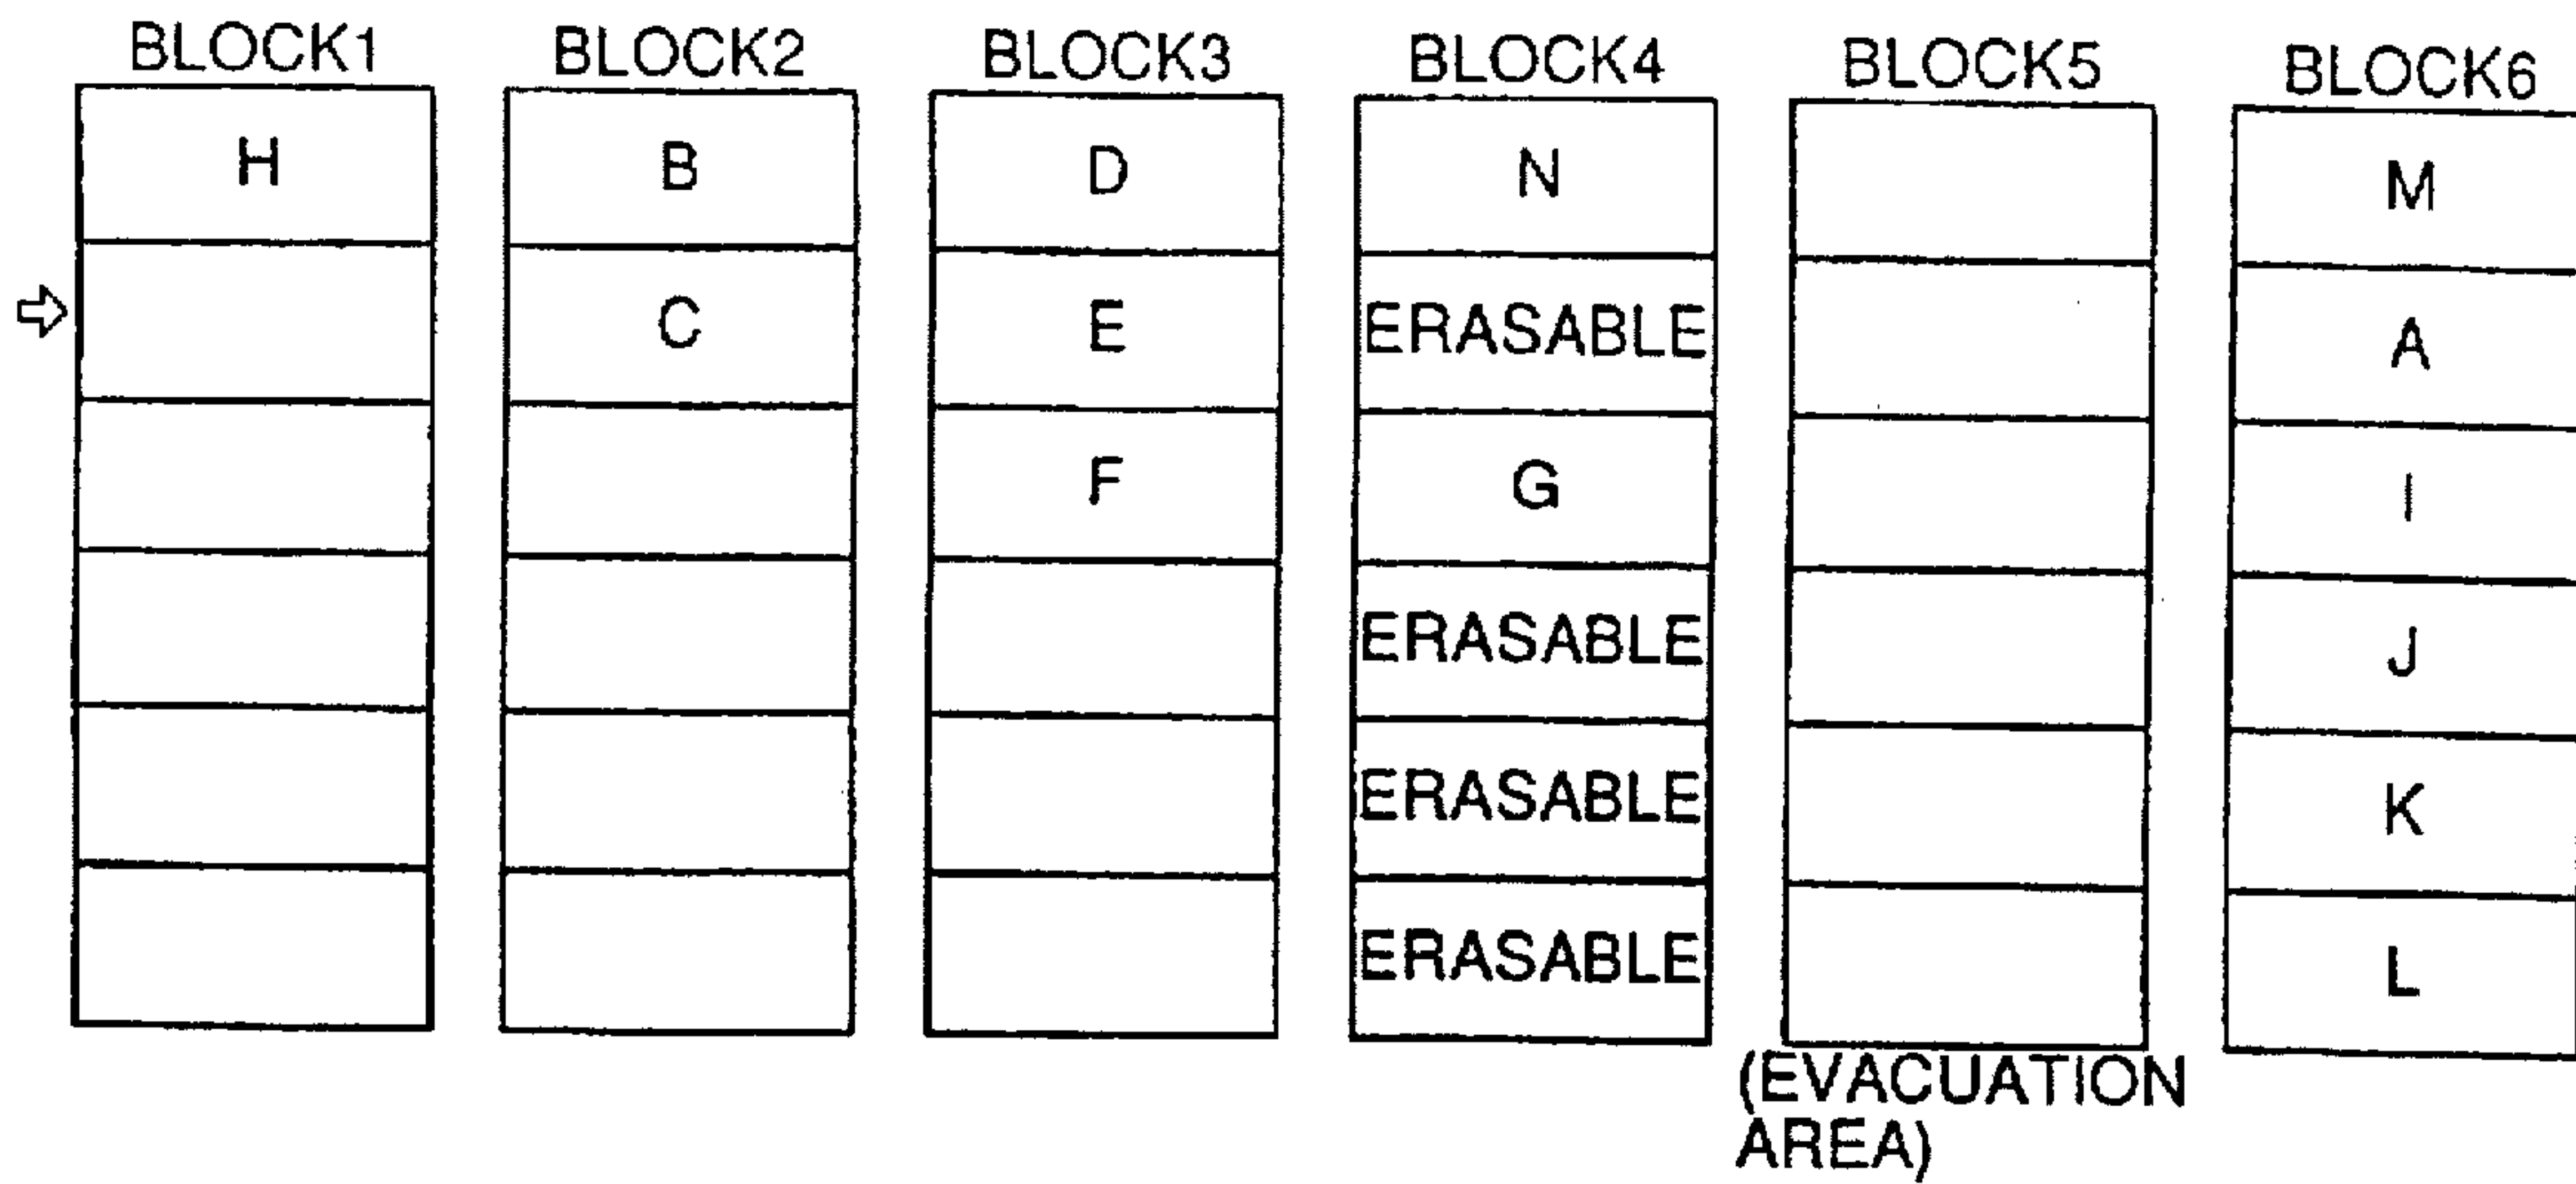 BLOCK1 BLOCK2 BLOCK3 BLOCK4 BLOCK5 BLOCK6
H B D N M
C E ERASABLE A
F G I
ERASABLE J
ERASABLE K
ERASABLE L
(EVACUATION
AREA)